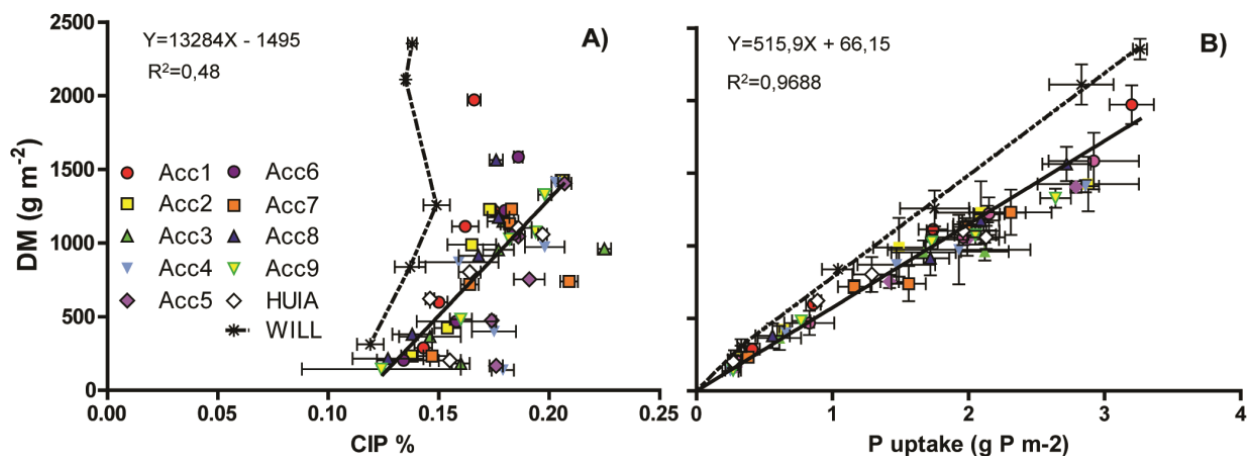 Y=13284X - 1495
R²=0,48
A)
Y=515,9X + 66,15
R²=0,9688
B)
DM (g m⁻²)
2500
2000
1500
1000
500
0
Acc1
Acc2
Acc3
Acc4
Acc5
Acc6
Acc7
Acc8
Acc9
HUIA
WILL
0.00 0.05 0.10 0.15 0.20 0.25
CIP %
0 1 2 3 4
P uptake (g P m-2)